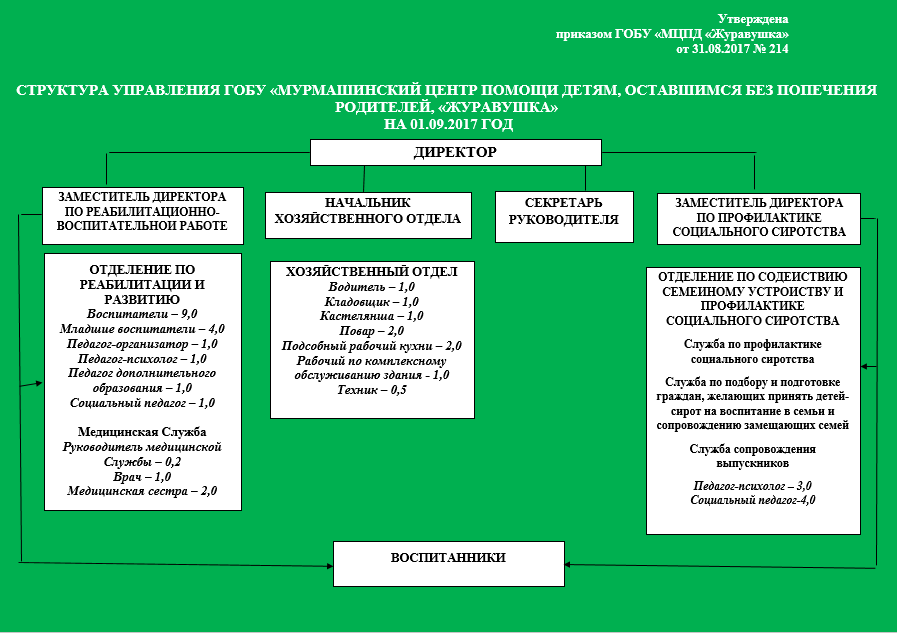 Утверждена
приказом ГОБУ «МЦПД «Журавушка»
от 31.08.2017 № 214
СТРУКТУРА УПРАВЛЕНИЯ ГОБУ «МУРМАШИНСКИЙ ЦЕНТР ПОМОЩИ ДЕТЯМ, ОСТАВШИМСЯ БЕЗ ПОПЕЧЕНИЯ
РОДИТЕЛЕЙ, «ЖУРАВУШКА»
НА 01.09.2017 ГОД
ДИРЕКТОР
ЗАМЕСТИТЕЛЬ ДИРЕКТОРА
ПО РЕАБИЛИТАЦИОННО-
ВОСПИТАТЕЛЬНОИ РАБОТЕ
НАЧАЛЬНИК
ХОЗЯЙСТВЕННОГО ОТДЕЛА
СЕКРЕТАРЬ
РУКОВОДИТЕЛЯ
ЗАМЕСТИТЕЛЬ ДИРЕКТОРА
ПО ПРОФИЛАКТИКЕ
СОЦИАЛЬНОГО СИРОТСТВА
ОТДЕЛЕНИЕ ПО
РЕАБИЛИТАЦИИ И
РАЗВИТИЮ
Воспитатели – 9,0
Младшие воспитатели – 4,0
Педагог-организатор – 1,0
Педагог-психолог – 1,0
Педагог дополнительного
образования – 1,0
Социальный педагог – 1,0
Медицинская Служба
Руководитель медицинской
Службы – 0,2
Врач – 1,0
Медицинская сестра – 2,0
ХОЗЯЙСТВЕННЫЙ ОТДЕЛ
Водитель – 1,0
Кладовщик – 1,0
Кастелянша – 1,0
Повар – 2,0
Подсобный рабочий кухни – 2,0
Рабочий по комплексному
обслуживанию здания - 1,0
Техник – 0,5
ОТДЕЛЕНИЕ ПО СОДЕИСТВИЮ
СЕМЕИНОМУ УСТРОИСТВУ И
ПРОФИЛАКТИКЕ
СОЦИАЛЬНОГО СИРОТСТВА
Служба по профилактике
социального сиротства
Служба по подбору и подготовке
граждан, желающих принять детей-
сирот на воспитание в семьи и
сопровождению замещающих семей
Служба сопровождения
выпускников
Педагог-психолог – 3,0
Социальный педагог-4,0
ВОСПИТАННИКИ